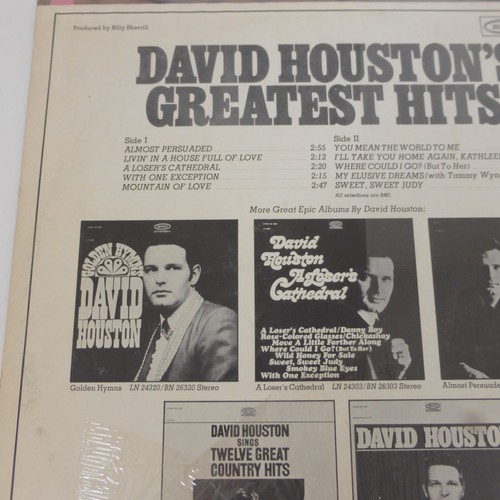 Produced by Billy Sherrill
DAVID HOUSTON'S
GREATEST HITS
Side I
ALMOST PERSUADED 2:55
LIVIN' IN A HOUSE FULL OF LOVE 2:12
A LOSER'S CATHEDRAL 2:20
WITH ONE EXCEPTION 2:15
MOUNTAIN OF LOVE 2:47
Side II
YOU MEAN THE WORLD TO ME
I'LL TAKE YOU HOME AGAIN, KATHLEE
WHERE COULD I GO? (But To Her)
MY ELUSIVE DREAMS (with Tammy Wyn
SWEET, SWEET JUDY
All selections are BMI.
More Great Epic Albums By David Houston:
GOLDEN HYMNS
DAVID
HOUSTON
Golden Hymns LN 24320/BN 26320 Stereo
David
Houston
A Loser's
Cathedral
A Loser's Cathedral/Danny Boy
Rose-Colored Glasses/Chickashay
Move A Little Farther Along
Where Could I Go? (But To Her)
Wild Honey For Sale
Sweet, Sweet Judy
Smokey Blue Eyes
With One Exception
A Loser's Cathedral LN 24303/BN 26303 Stereo
Almost Persuade
DAVID HOUSTON
SINGS
TWELVE GREAT
COUNTRY HITS
DAVID HOUSTO